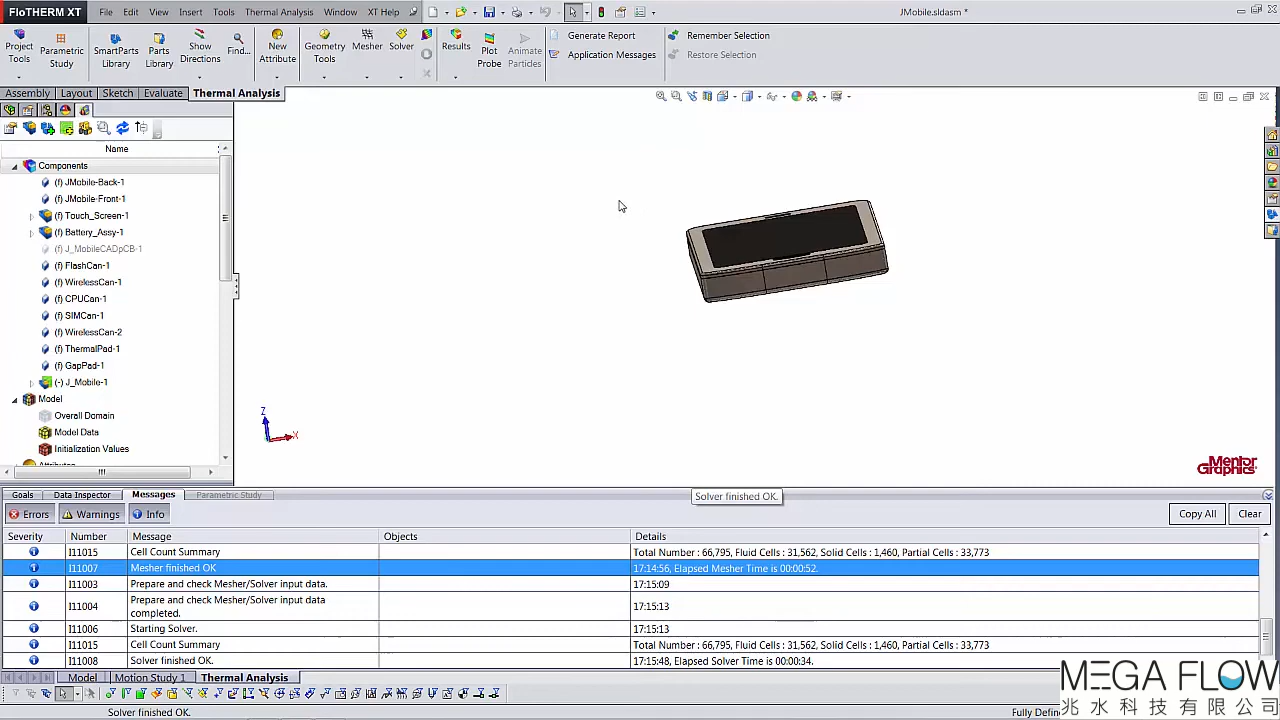 FloTHERM XT
File Edit View Insert Tools Thermal Analysis Window XT Help
JMobile.sldasm *
Project Tools
Parametric Study
SmartParts Library
Parts Library
Show Directions
Find...
New Attribute
Geometry Tools
Mesher
Solver
Results
Plot Probe
Animate Particles
Generate Report
Application Messages
Remember Selection
Restore Selection
Assembly Layout Sketch Evaluate Thermal Analysis
Name
Components
(f) JMobile-Back-1
(f) JMobile-Front-1
(f) Touch_Screen-1
(f) Battery_Assy-1
(f) J_MobileCADpCB-1
(f) FlashCan-1
(f) WirelessCan-1
(f) CPUCan-1
(f) SIMCan-1
(f) WirelessCan-2
(f) ThermalPad-1
(f) GapPad-1
(-) J_Mobile-1
Model
Overall Domain
Model Data
Initialization Values
Attributes
Z
X
Mentor Graphics
Solver finished OK.
Goals Data Inspector Messages Parametric Study
Errors Warnings Info Copy All Clear
Severity Number Message Objects Details
I11015 Cell Count Summary Total Number : 66,795, Fluid Cells : 31,562, Solid Cells : 1,460, Partial Cells : 33,773
I11007 Mesher finished OK 17:14:56, Elapsed Mesher Time is 00:00:52.
I11003 Prepare and check Mesher/Solver input data. 17:15:09
I11004 Prepare and check Mesher/Solver input data completed. 17:15:13
I11006 Starting Solver. 17:15:13
I11015 Cell Count Summary Total Number : 66,795, Fluid Cells : 31,562, Solid Cells : 1,460, Partial Cells : 33,773
I11008 Solver finished OK. 17:15:48, Elapsed Solver Time is 00:00:34.
Model Motion Study 1 Thermal Analysis
MEGA FLOW
兆水科技有限公司
Solver finished OK.
Fully Define